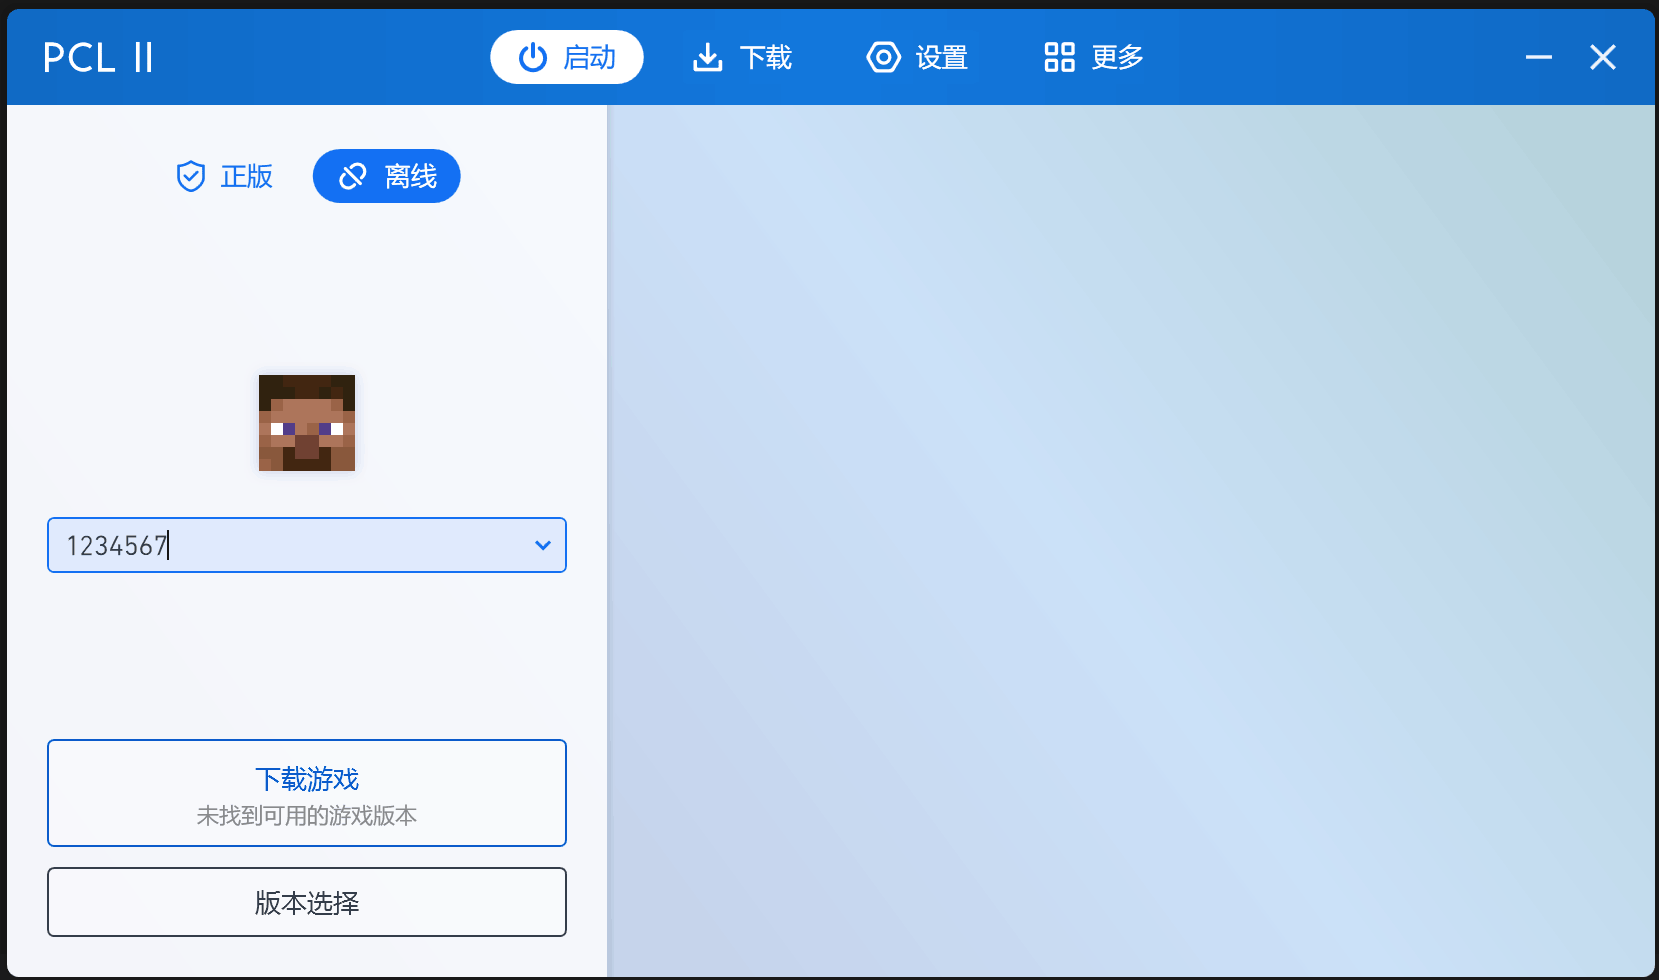 PCL II
启动
下载
设置
更多
正版
离线
1234567
下载游戏
未找到可用的游戏版本
版本选择